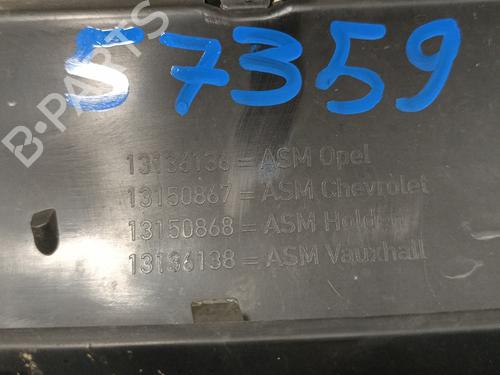 57359
13136136 = ASM Opel
13150867 = ASM Chevrolet
13150868 = ASM Holden
13136138 = ASM Vauxhall
B-PARTS